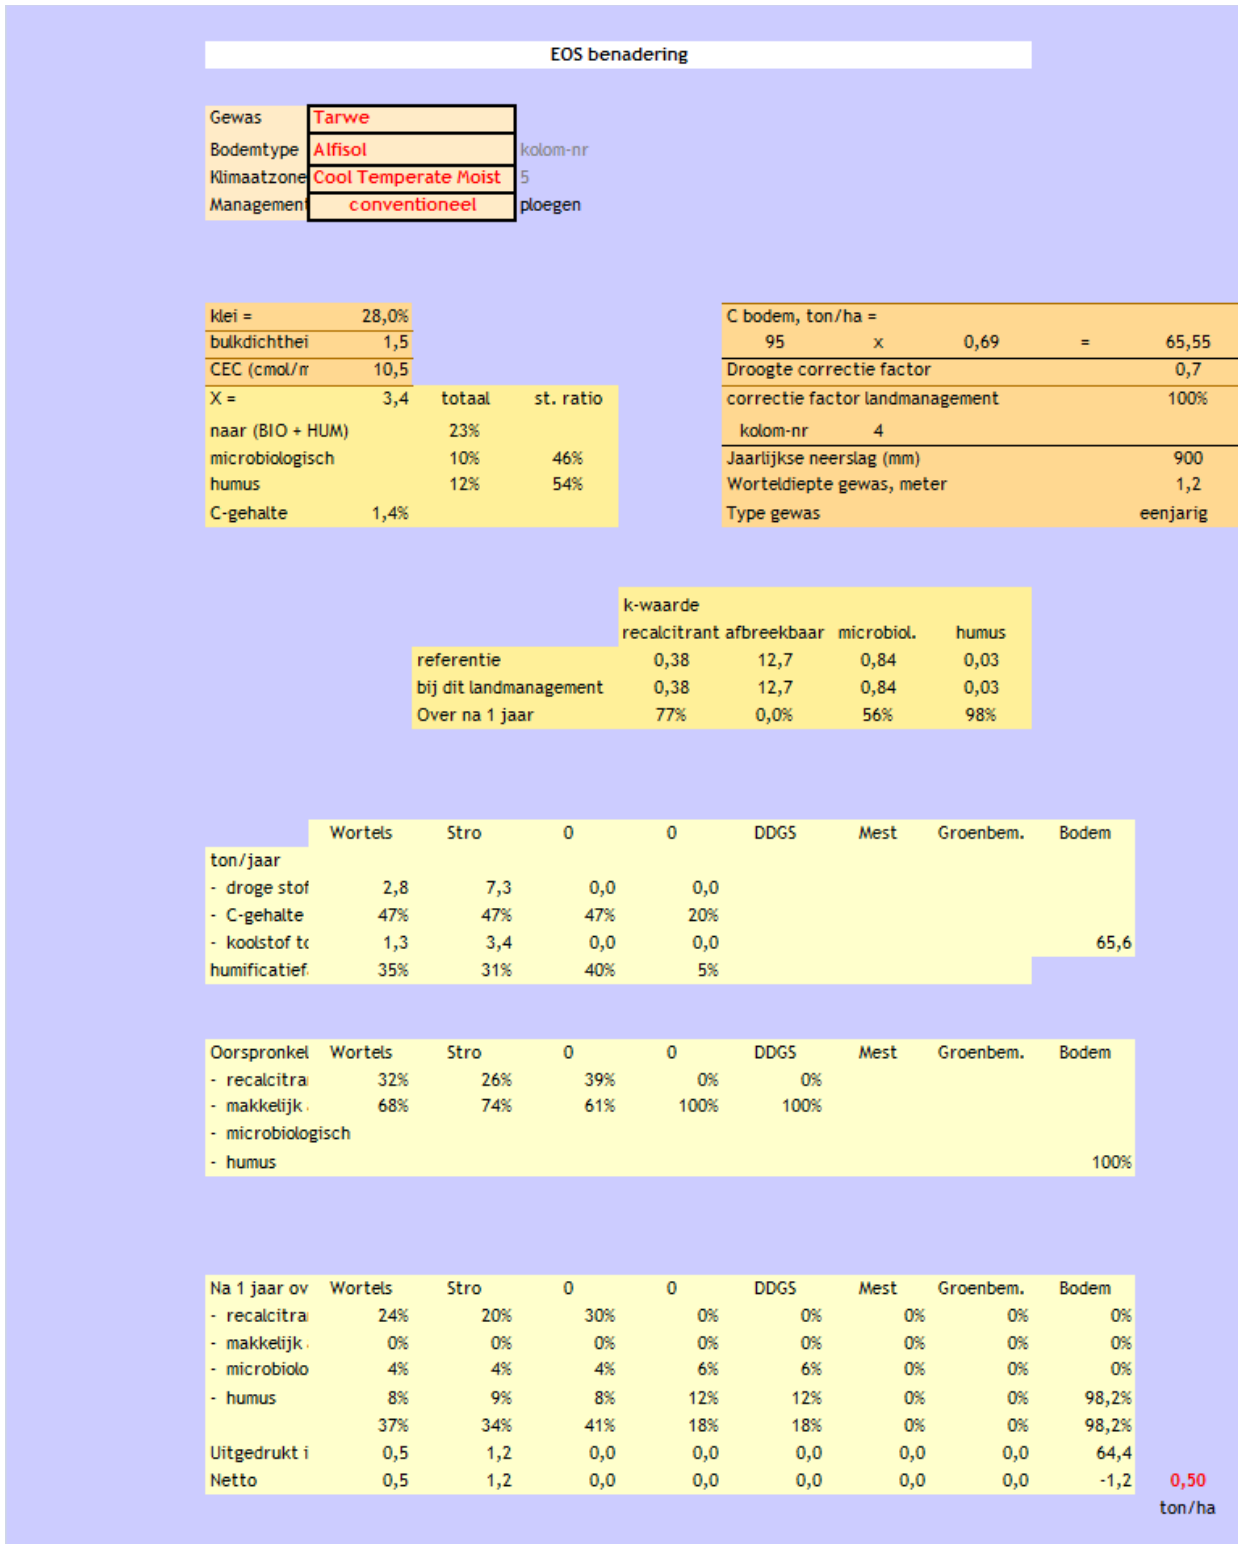 EOS benadering
Gewas Tarwe
Bodemtype Alfisol kolom-nr
Klimaatzone Cool Temperate Moist 5
Management conventioneel ploegen
klei = 28,0% C bodem, ton/ha =
bulkdichthei 1,5 95 x 0,69 = 65,55
CEC (cmol/m 10,5 Droogte correctie factor 0,7
X = 3,4 totaal st. ratio correctie factor landmanagement 100%
naar (BIO + HUM) 23% kolom-nr 4
microbiologisch 10% 46% Jaarlijkse neerslag (mm) 900
humus 12% 54% Worteldiepte gewas, meter 1,2
C-gehalte 1,4% Type gewas eenjarig
k-waarde
recalcitrant afbreekbaar microbiol. humus
referentie 0,38 12,7 0,84 0,03
bij dit landmanagement 0,38 12,7 0,84 0,03
Over na 1 jaar 77% 0,0% 56% 98%
Wortels Stro 0 0 DDGS Mest Groenbem. Bodem
ton/jaar
- droge stof 2,8 7,3 0,0 0,0
- C-gehalte 47% 47% 47% 20%
- koolstof to 1,3 3,4 0,0 0,0 65,6
humificatief 35% 31% 40% 5%
Oorspronkel Wortels Stro 0 0 DDGS Mest Groenbem. Bodem
- recalcitra 32% 26% 39% 0% 0%
- makkelijk 68% 74% 61% 100% 100%
- microbiologisch
- humus 100%
Na 1 jaar ov Wortels Stro 0 0 DDGS Mest Groenbem. Bodem
- recalcitra 24% 20% 30% 0% 0% 0% 0% 0%
- makkelijk 0% 0% 0% 0% 0% 0% 0% 0%
- microbiolo 4% 4% 4% 6% 6% 0% 0% 0%
- humus 8% 9% 8% 12% 12% 0% 0% 98,2%
37% 34% 41% 18% 18% 0% 0% 98,2%
Uitgedrukt i 0,5 1,2 0,0 0,0 0,0 0,0 0,0 64,4
Netto 0,5 1,2 0,0 0,0 0,0 0,0 0,0 -1,2 0,50
ton/ha